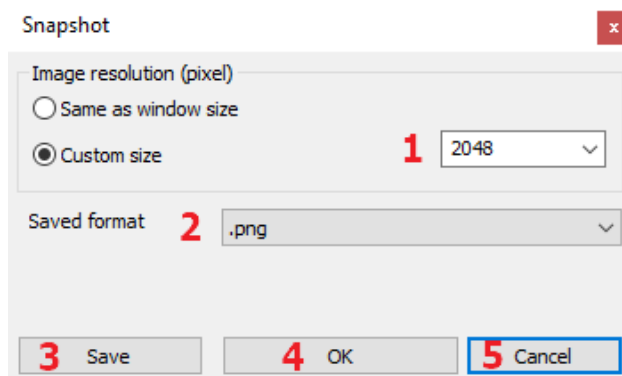 Snapshot x
Image resolution (pixel)
Same as window size
Custom size 1 2048
Saved format 2 .png
3 Save 4 OK 5 Cancel